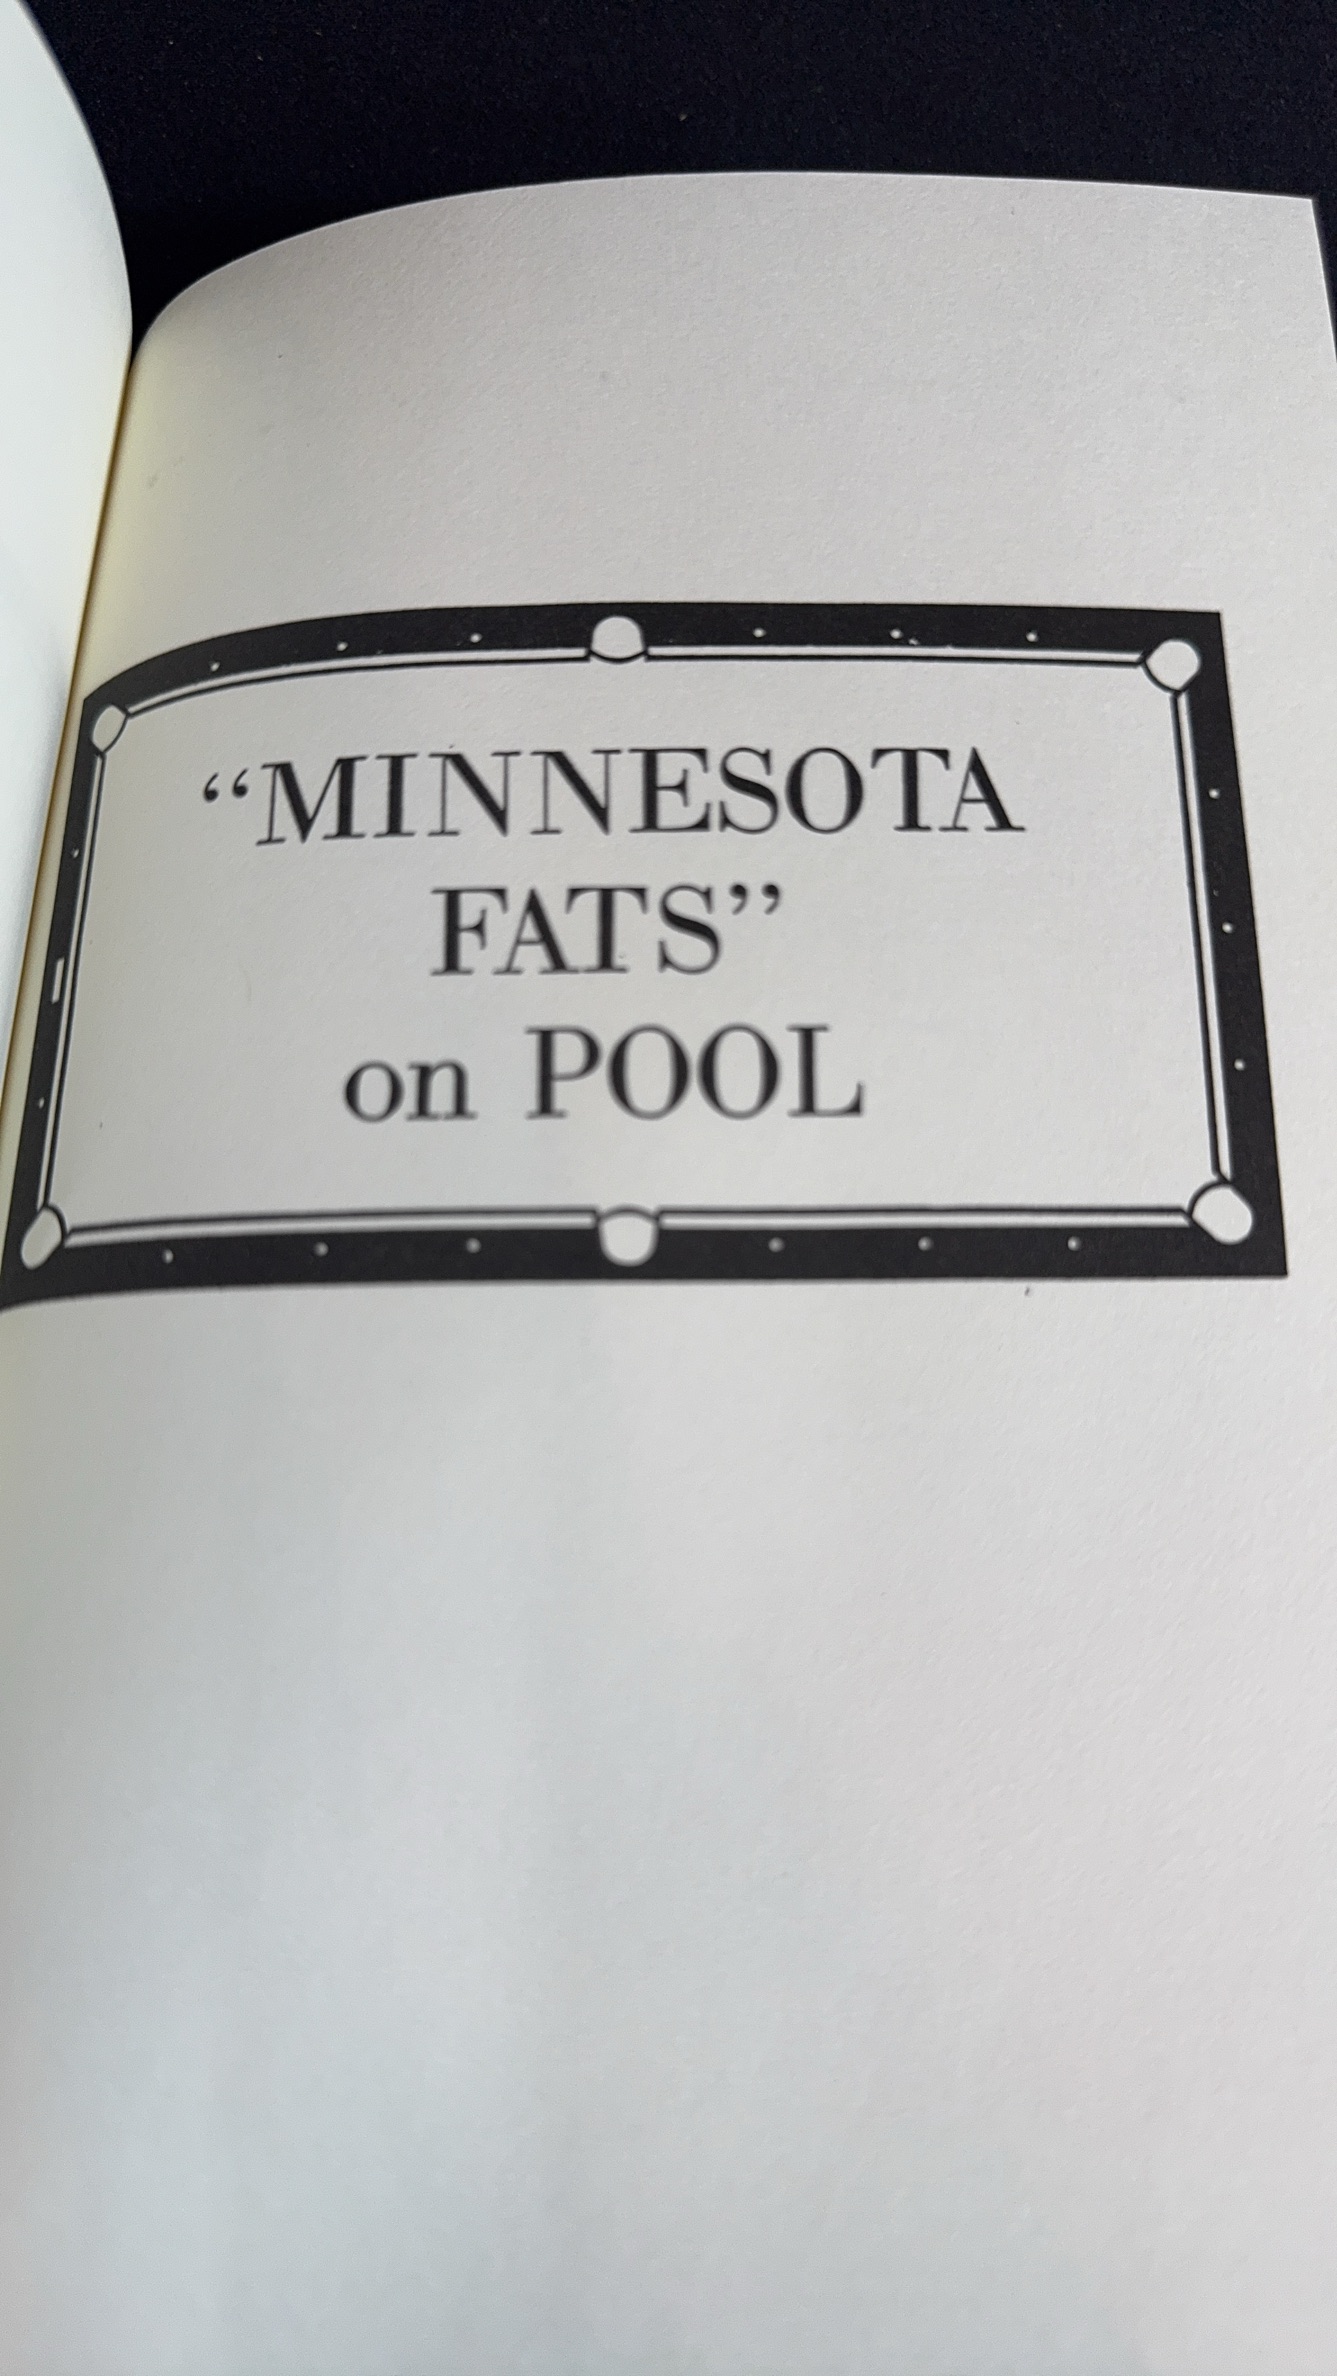 “MINNESOTA
FATS”
on POOL